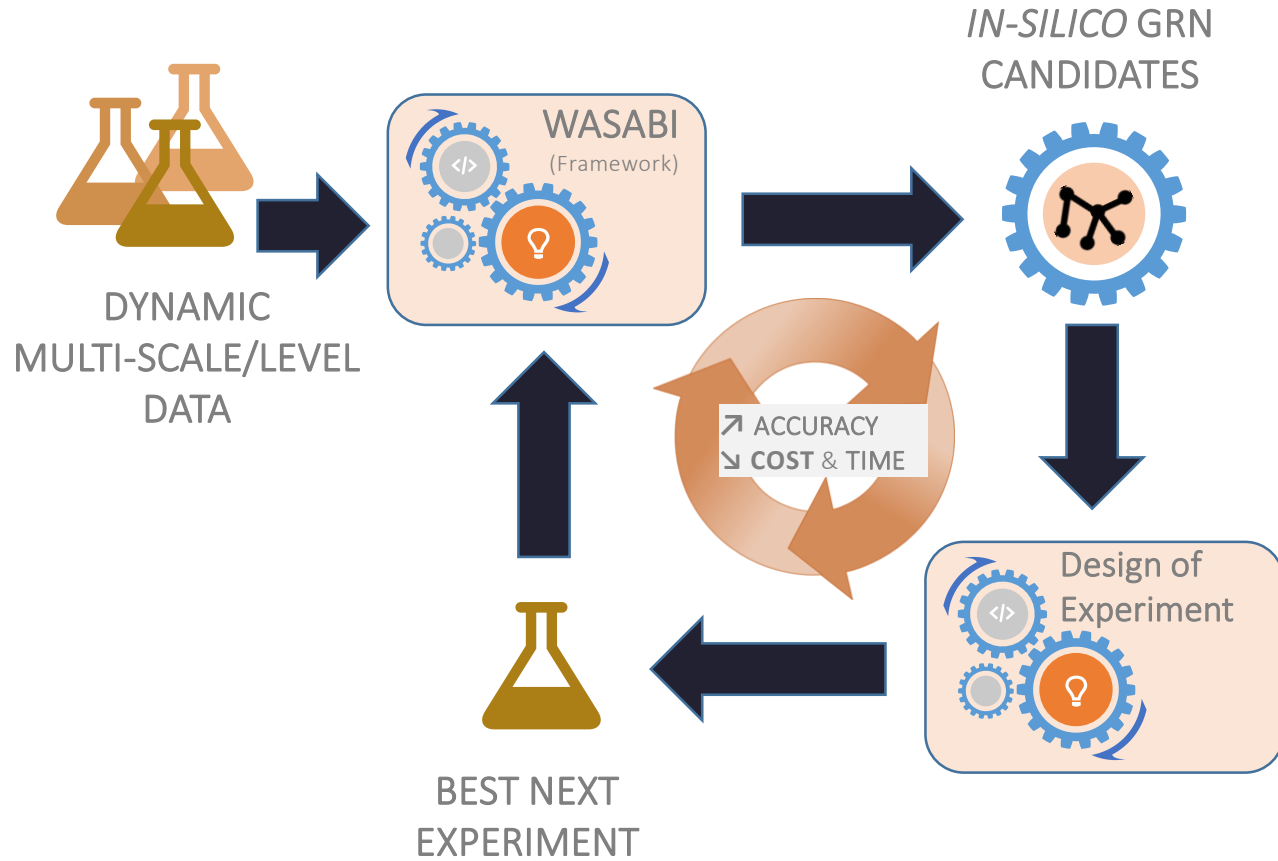 IN-SILICO GRN
CANDIDATES
WASABI
(Framework)
</>
DYNAMIC
MULTI-SCALE/LEVEL
DATA
↗ ACCURACY
↘ COST & TIME
Design of
Experiment
</>
BEST NEXT
EXPERIMENT